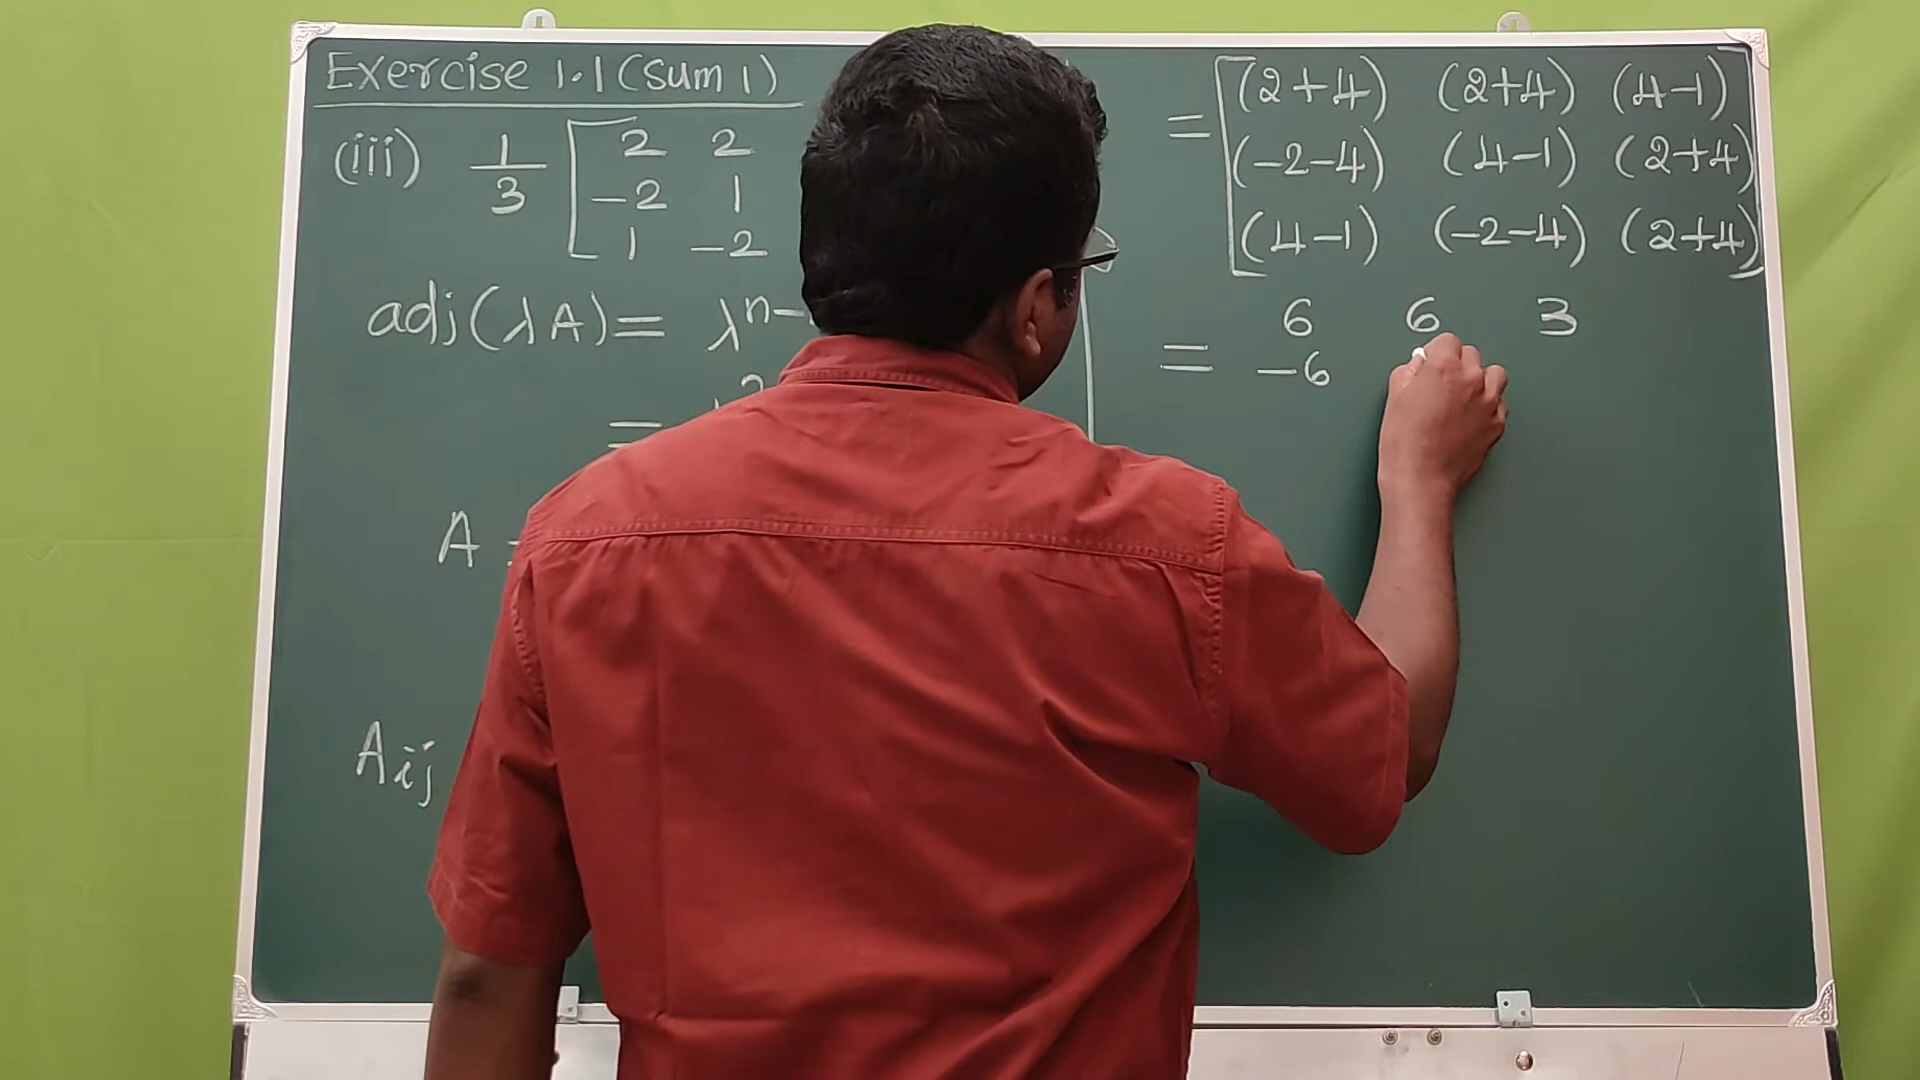 Exercise 1.1 (Sum 1)
(iii) 1/3 [ 2 2
-2 1
1 -2
adj(λA) = λⁿ⁻
=
A
Aij
= [ (2+4) (2+4) (4-1)
(-2-4) (4-1) (2+4)
(4-1) (-2-4) (2+4) ]
= 6 6 3
-6